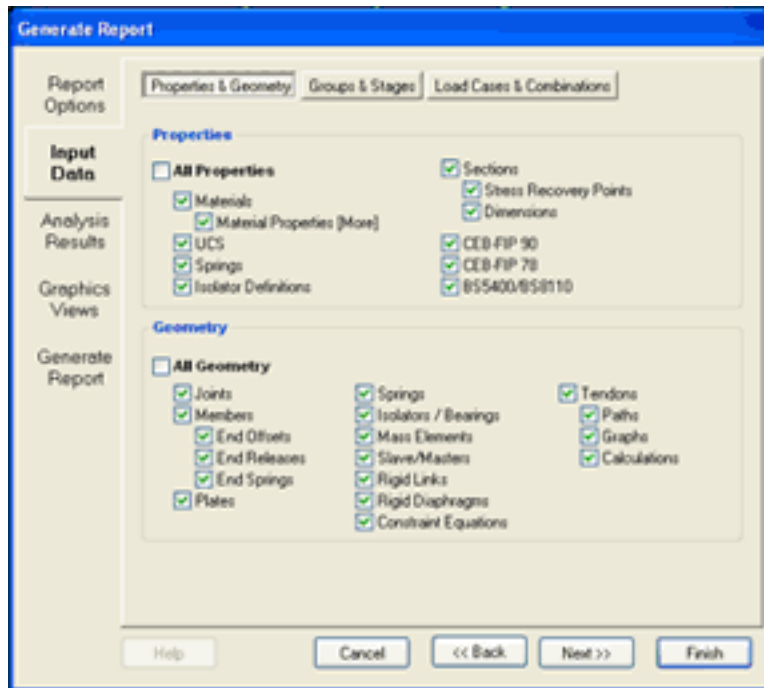 Generate Report
Report Options
Input Data
Analysis Results
Graphics Views
Generate Report
Properties & Geometry
Groups & Stages
Load Cases & Combinations
Properties
All Properties
Materials
Material Properties [More]
UCS
Springs
Isolator Definitions
Sections
Stress Recovery Points
Dimensions
CEB-FIP 90
CEB-FIP 78
BS5400/BS8110
Geometry
All Geometry
Joints
Members
End Offsets
End Releases
End Springs
Plates
Springs
Isolators / Bearings
Mass Elements
Slave/Masters
Rigid Links
Rigid Diaphragms
Constraint Equations
Tendons
Paths
Graphs
Calculations
Help
Cancel
<< Back
Next >>
Finish